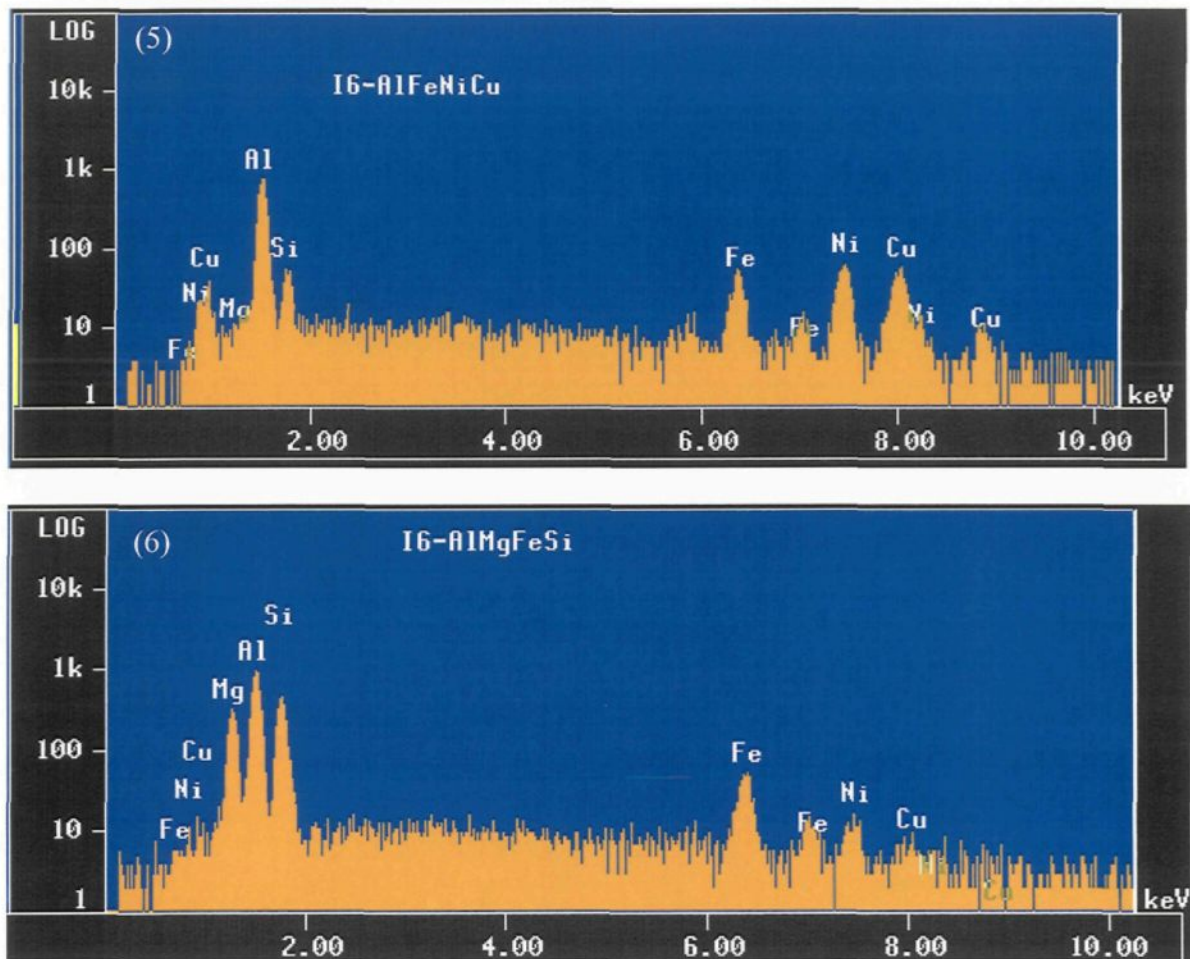 LOG
(5)
I6-AlFeNiCu
10k
1k
100
10
1
Al
Cu
Si
Ni
Mg
Fe
Fe
Ni
Cu
Fe
Ni
Cu
keV
2.00 4.00 6.00 8.00 10.00
LOG
(6)
I6-AlMgFeSi
10k
1k
100
10
1
Si
Al
Mg
Cu
Ni
Fe
Fe
Ni
Fe
Cu
Ni
Cu
keV
2.00 4.00 6.00 8.00 10.00